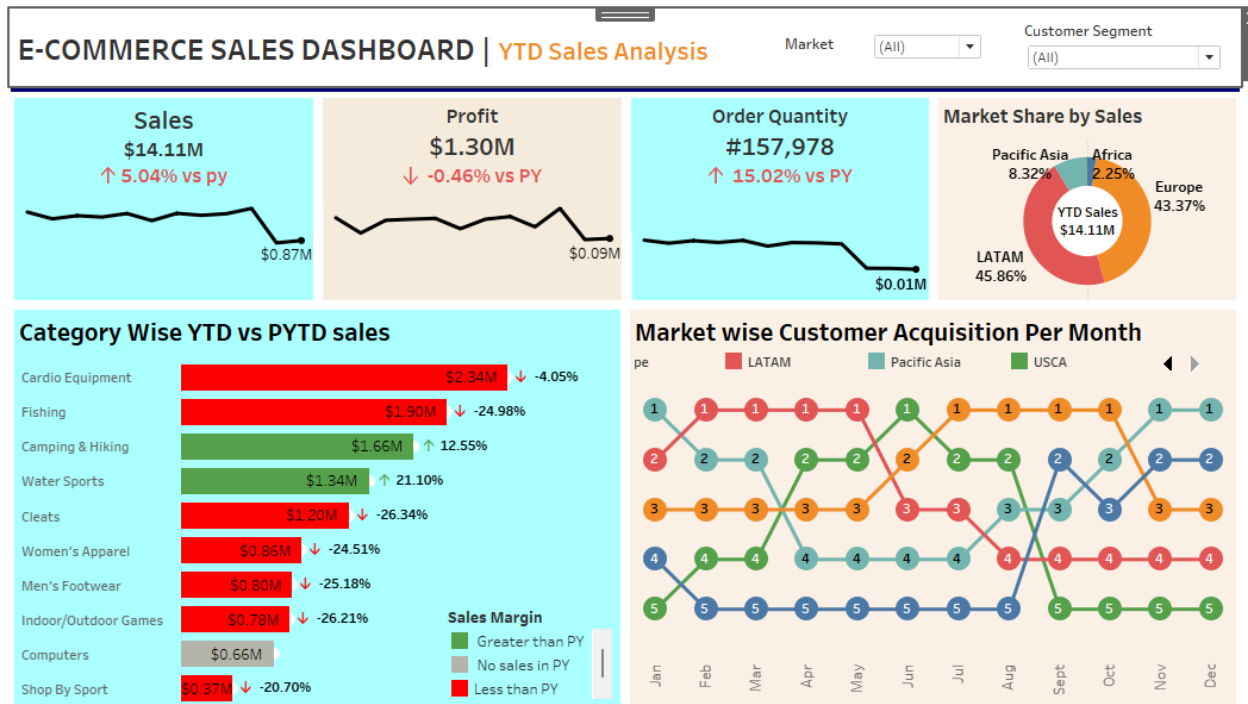 E-COMMERCE SALES DASHBOARD | YTD Sales Analysis
Market
(All)
Customer Segment
(All)
Sales
$14.11M
↑ 5.04% vs py
$0.87M
Profit
$1.30M
↓ -0.46% vs PY
$0.09M
Order Quantity
#157,978
↑ 15.02% vs PY
$0.01M
Market Share by Sales
Pacific Asia
8.32%
Africa
2.25%
Europe
43.37%
YTD Sales
$14.11M
LATAM
45.86%
Category Wise YTD vs PYTD sales
Cardio Equipment $2.34M ↓ -4.05%
Fishing $1.90M ↓ -24.98%
Camping & Hiking $1.66M ↑ 12.55%
Water Sports $1.34M ↑ 21.10%
Cleats $1.20M ↓ -26.34%
Women's Apparel $0.86M ↓ -24.51%
Men's Footwear $0.80M ↓ -25.18%
Indoor/Outdoor Games $0.78M ↓ -26.21%
Computers $0.66M
Shop By Sport $0.37M ↓ -20.70%
Sales Margin
Greater than PY
No sales in PY
Less than PY
Market wise Customer Acquisition Per Month
pe LATAM Pacific Asia USCA
1 1 1 1 1 1 1 1 1 1 1 1
2 2 2 2 2 2 2 2 2 2 2 2
3 3 3 3 3 3 3 3 3 3 3 3
4 4 4 4 4 4 4 4 4 4 4 4
5 5 5 5 5 5 5 5 5 5 5 5
Jan Feb Mar Apr May Jun Jul Aug Sept Oct Nov Dec